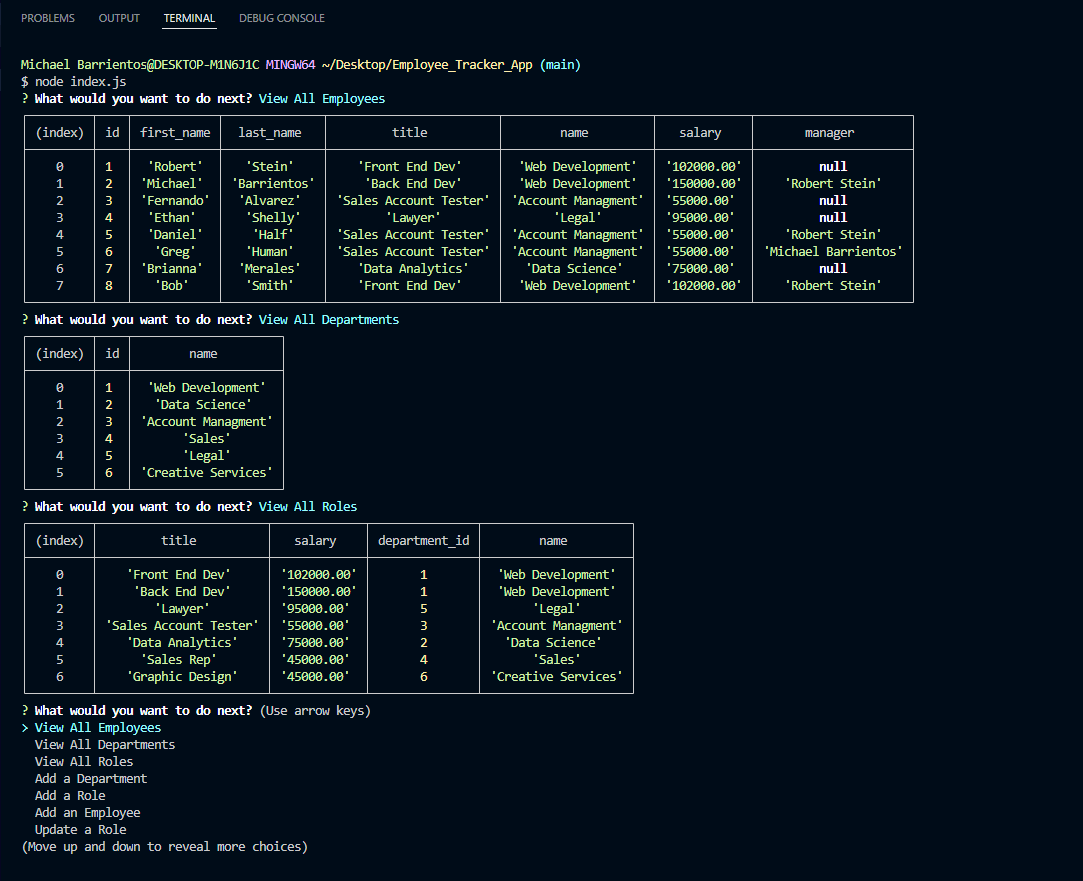 PROBLEMS OUTPUT TERMINAL DEBUG CONSOLE
Michael Barrientos@DESKTOP-M1N6J1C MINGW64 ~/Desktop/Employee_Tracker_App (main)
$ node index.js
? What would you want to do next? View All Employees
(index) id first_name last_name title name salary manager
0 1 'Robert' 'Stein' 'Front End Dev' 'Web Development' '102000.00' null
1 2 'Michael' 'Barrientos' 'Back End Dev' 'Web Development' '150000.00' 'Robert Stein'
2 3 'Fernando' 'Alvarez' 'Sales Account Tester' 'Account Managment' '55000.00' null
3 4 'Ethan' 'Shelly' 'Lawyer' 'Legal' '95000.00' null
4 5 'Daniel' 'Half' 'Sales Account Tester' 'Account Managment' '55000.00' 'Robert Stein'
5 6 'Greg' 'Human' 'Sales Account Tester' 'Account Managment' '55000.00' 'Michael Barrientos'
6 7 'Brianna' 'Merales' 'Data Analytics' 'Data Science' '75000.00' null
7 8 'Bob' 'Smith' 'Front End Dev' 'Web Development' '102000.00' 'Robert Stein'
? What would you want to do next? View All Departments
(index) id name
0 1 'Web Development'
1 2 'Data Science'
2 3 'Account Managment'
3 4 'Sales'
4 5 'Legal'
5 6 'Creative Services'
? What would you want to do next? View All Roles
(index) title salary department_id name
0 'Front End Dev' '102000.00' 1 'Web Development'
1 'Back End Dev' '150000.00' 1 'Web Development'
2 'Lawyer' '95000.00' 5 'Legal'
3 'Sales Account Tester' '55000.00' 3 'Account Managment'
4 'Data Analytics' '75000.00' 2 'Data Science'
5 'Sales Rep' '45000.00' 4 'Sales'
6 'Graphic Design' '45000.00' 6 'Creative Services'
? What would you want to do next? (Use arrow keys)
> View All Employees
View All Departments
View All Roles
Add a Department
Add a Role
Add an Employee
Update a Role
(Move up and down to reveal more choices)